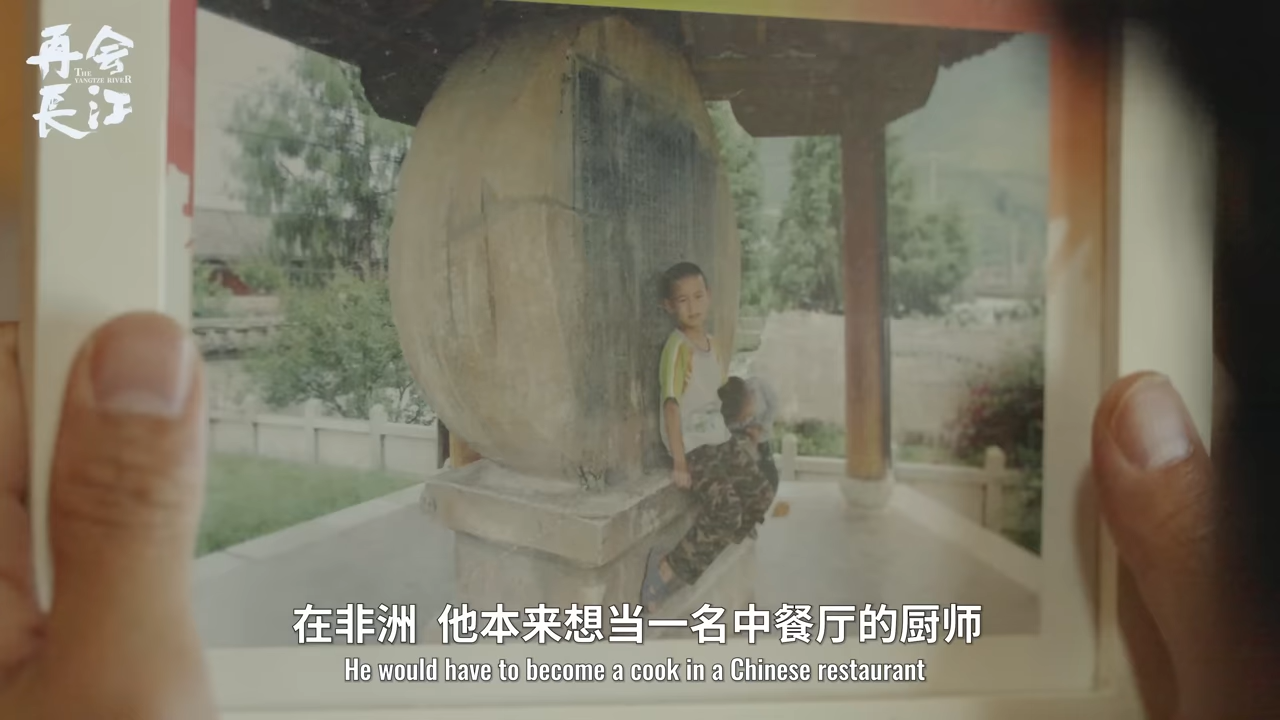 再会
THE
YANGTZE RIVER
長江
在非洲 他本来想当一名中餐厅的厨师
He would have to become a cook in a Chinese restaurant